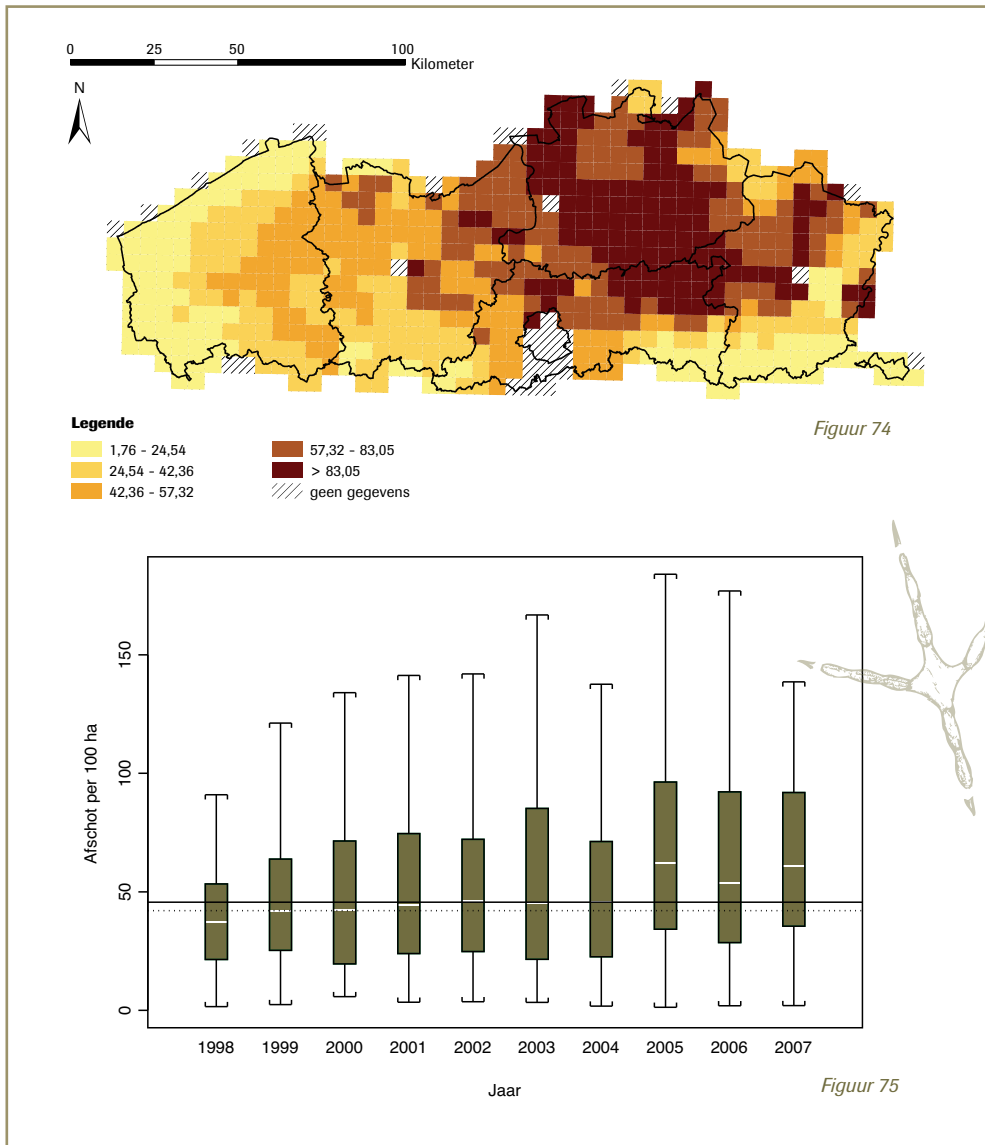 0 25 50 100
Kilometer
N
Legende
1,76 - 24,54
24,54 - 42,36
42,36 - 57,32
57,32 - 83,05
> 83,05
geen gegevens
Figuur 74
Afschot per 100 ha
150
100
50
0
1998 1999 2000 2001 2002 2003 2004 2005 2006 2007
Jaar
Figuur 75